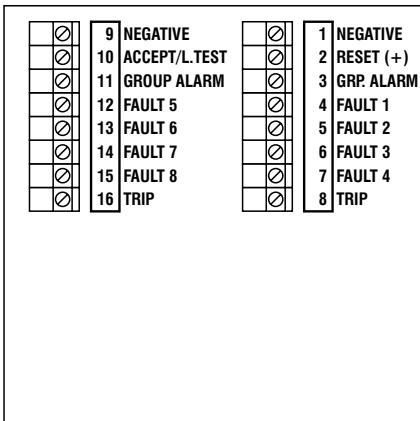 9 NEGATIVE
10 ACCEPT/L.TEST
11 GROUP ALARM
12 FAULT 5
13 FAULT 6
14 FAULT 7
15 FAULT 8
16 TRIP
1 NEGATIVE
2 RESET (+)
3 GRP. ALARM
4 FAULT 1
5 FAULT 2
6 FAULT 3
7 FAULT 4
8 TRIP